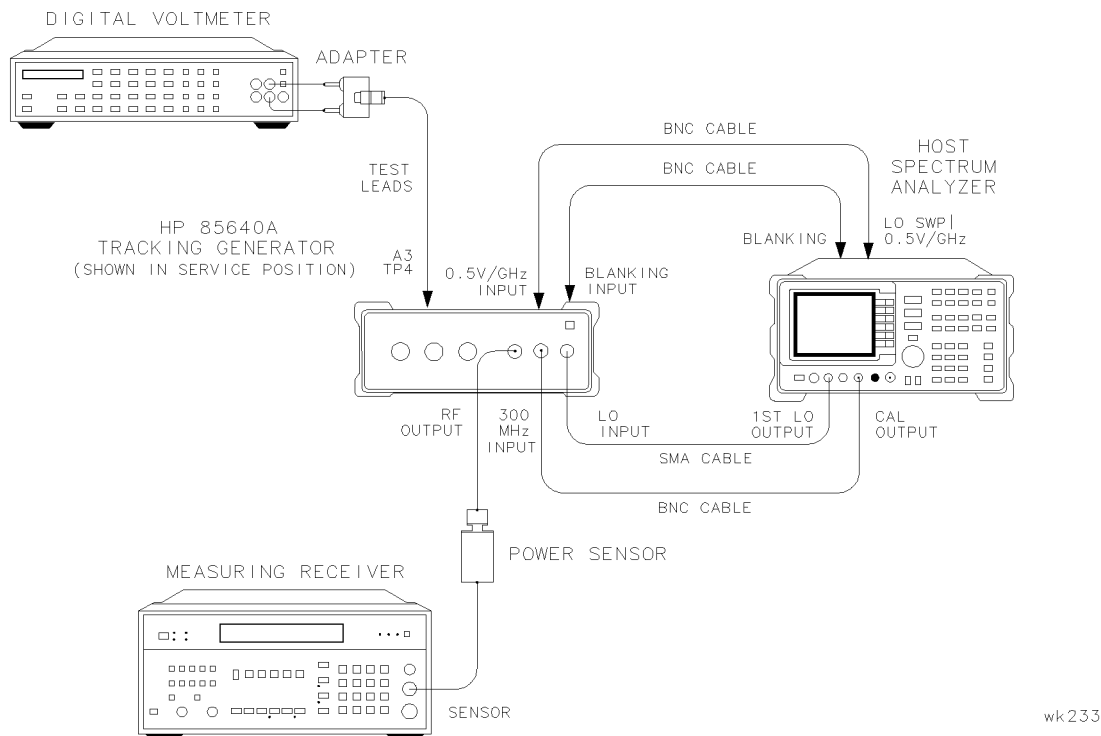 DIGITAL VOLTMETER
ADAPTER
BNC CABLE
HOST
SPECTRUM
ANALYZER
BNC CABLE
TEST
LEADS
HP 85640A
TRACKING GENERATOR
(SHOWN IN SERVICE POSITION)
A3
TP4
0.5V/GHz
INPUT
BLANKING
INPUT
BLANKING
LO SWP|
0.5V/GHz
RF
OUTPUT
300
MHz
INPUT
LO
INPUT
1ST LO
OUTPUT
CAL
OUTPUT
SMA CABLE
BNC CABLE
POWER SENSOR
MEASURING RECEIVER
SENSOR
wk233